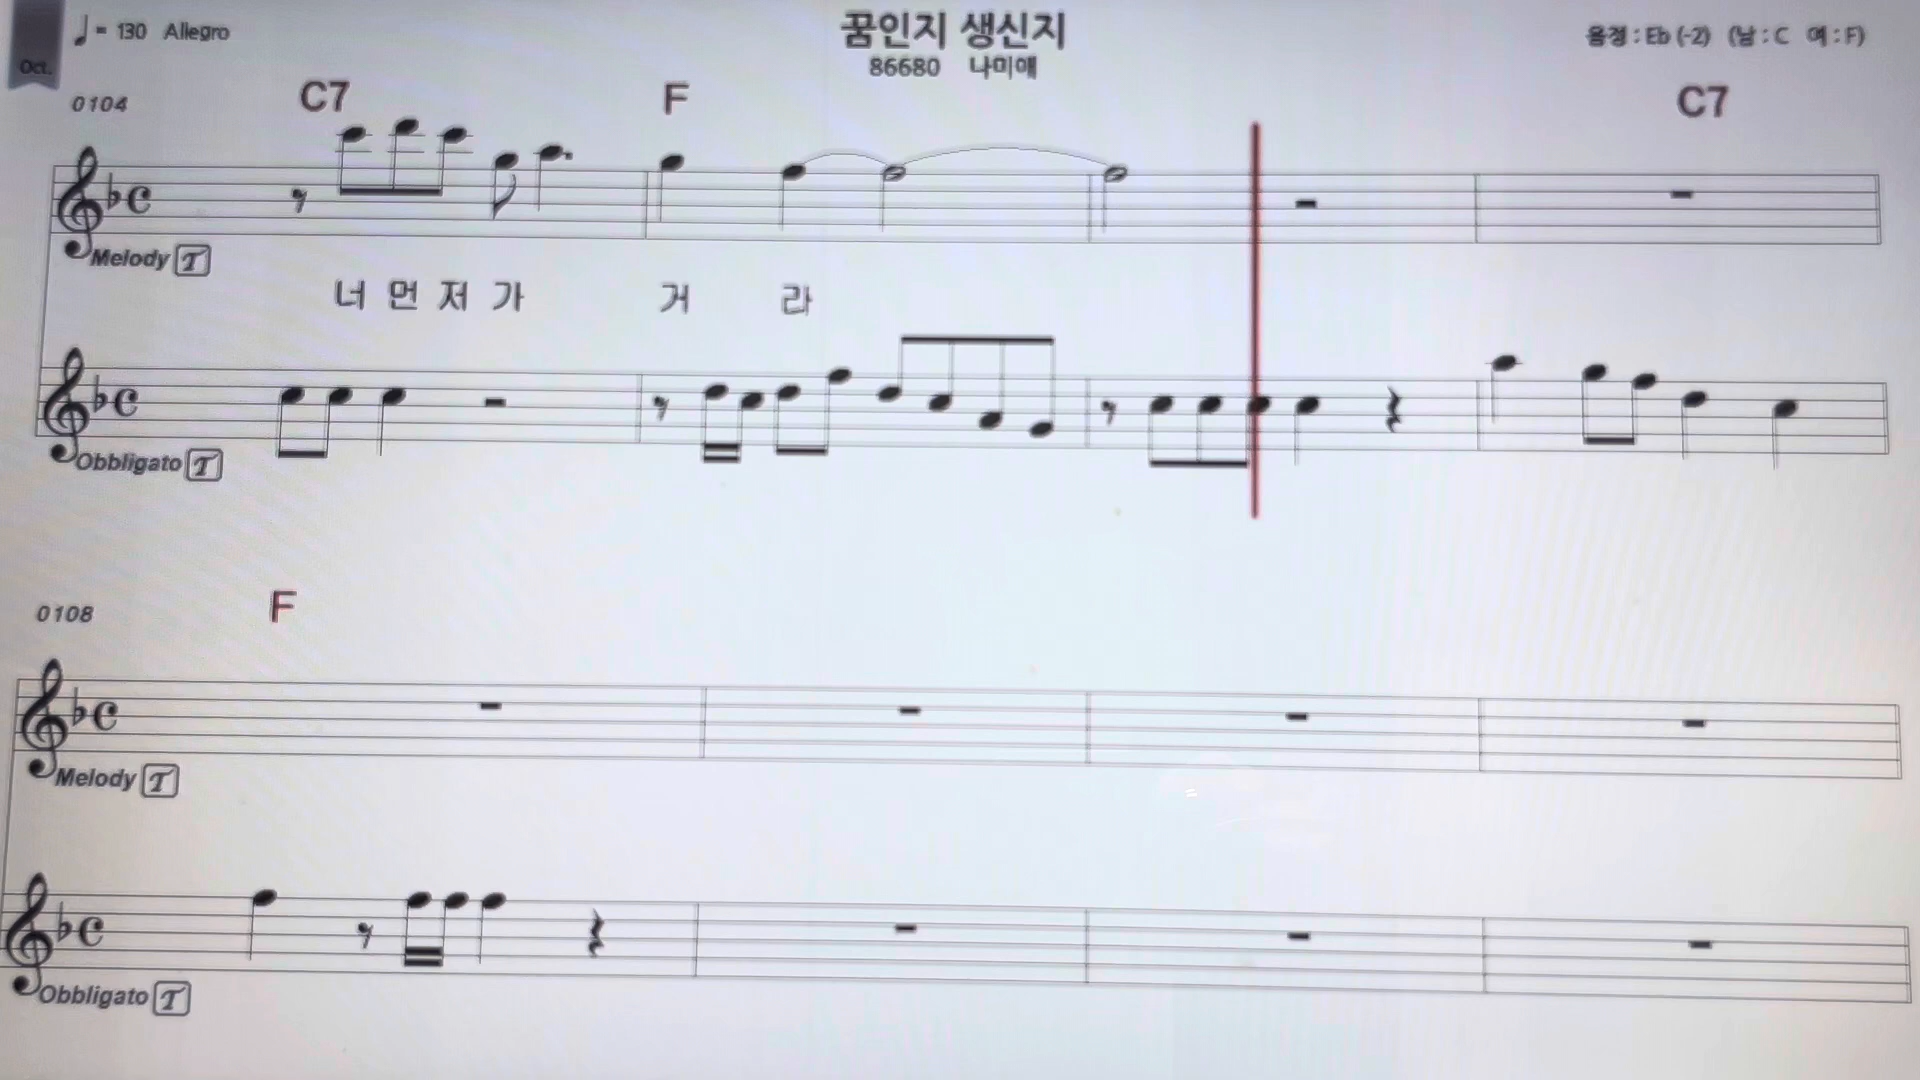 ♩= 130 Allegro
꿈인지 생신지
음정 : Eb (-2) (남 : C 여 : F)
Oct.
86680 나미애
0104
C7 F C7
Melody T
너 먼 저 가 거 라
Obbligato T
0108
F
Melody T
Obbligato T